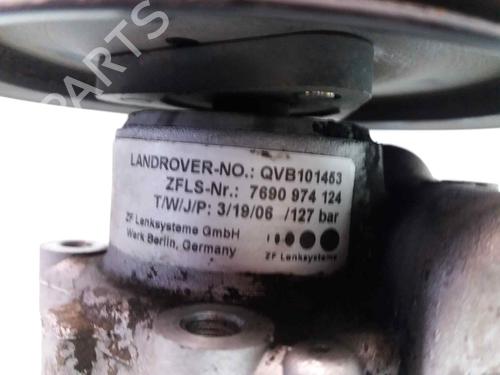 B-PARTS
LANDROVER-NO.: QVB101453
ZFLS-Nr.: 7690 974 124
T/W/J/P: 3/19/06 /127 bar
ZF Lenksysteme GmbH
Werk Berlin, Germany
ZF Lenksysteme